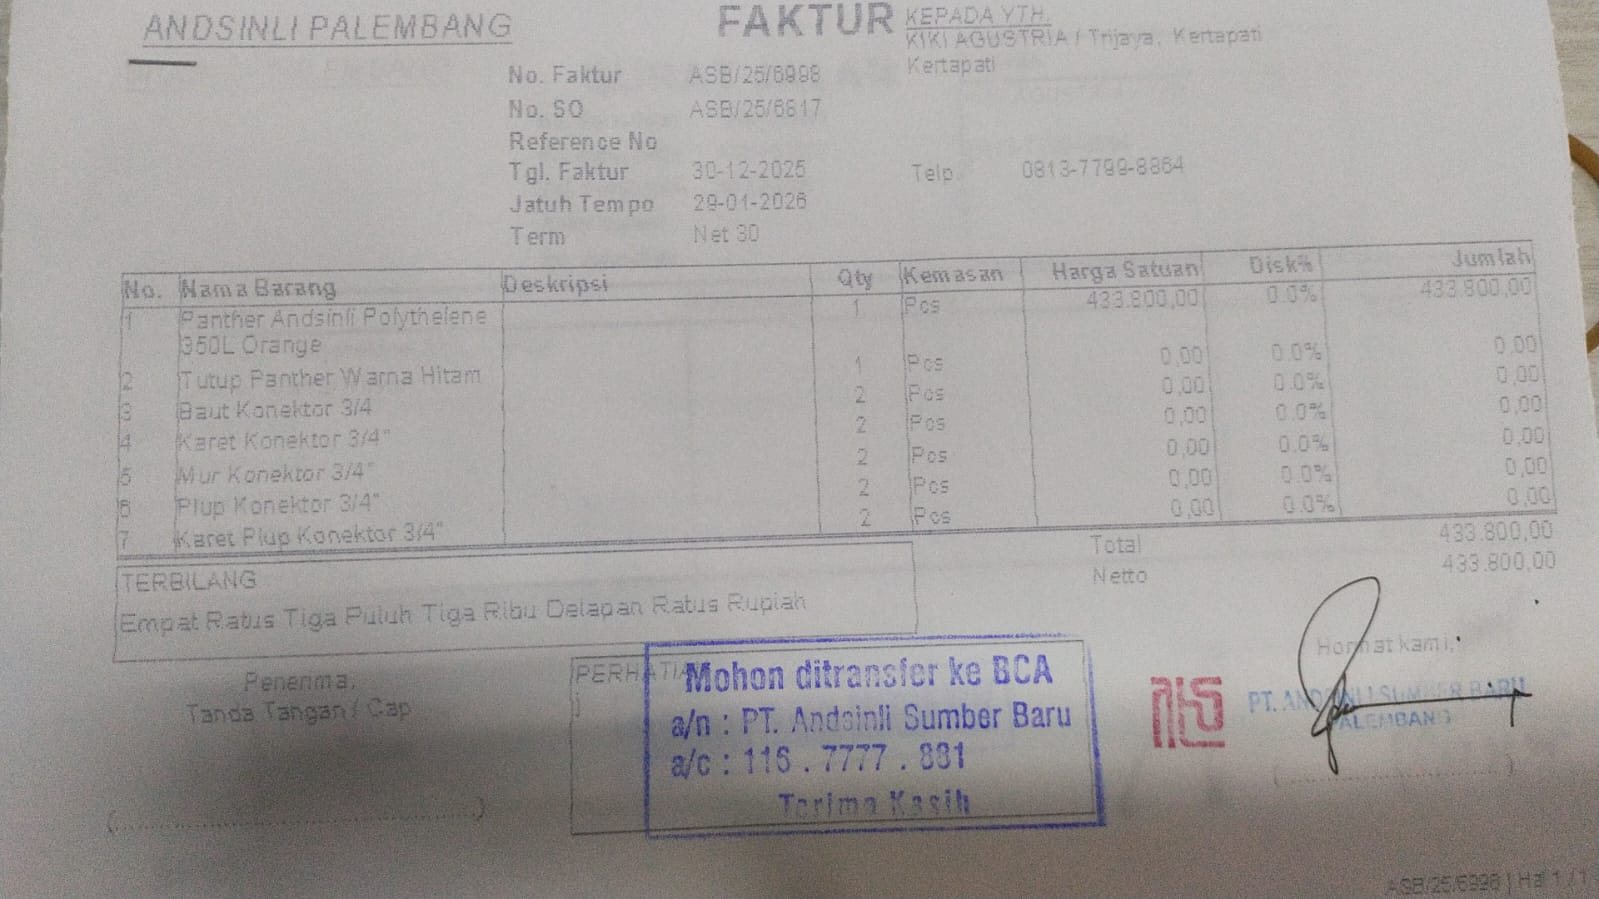 ANDSINLI PALEMBANG
FAKTUR
KEPADA YTH.
KIKI AGUSTRIA / Trijaya, Kertapati
Kertapati
No. Faktur ASB/25/6998
No. SO ASB/25/6817
Reference No
Tgl. Faktur 30-12-2025
Telp. 0813-7799-8864
Jatuh Tempo 29-01-2026
Term Net 30
No. Nama Barang Deskripsi Qty Kemasan Harga Satuan Disk% Jumlah
1 Panther Andsinli Polythelene 1 Pcs 433.800,00 0.0% 433.800,00
350L Orange
2 Tutup Panther Warna Hitam 1 Pcs 0,00 0.0% 0.00
3 Baut Konektor 3/4 2 Pcs 0,00 0.0% 0,00
4 Karet Konektor 3/4" 2 Pcs 0,00 0.0% 0,00
5 Mur Konektor 3/4" 2 Pcs 0,00 0.0% 0,00
6 Plup Konektor 3/4" 2 Pcs 0,00 0.0% 0,00
7 Karet Plup Konektor 3/4" 2 Pcs 0,00 0.0% 0,00
Total 433.800,00
Netto 433.800,00
TERBILANG
Empat Ratus Tiga Puluh Tiga Ribu Delapan Ratus Rupiah
Penerima,
Tanda Tangan / Cap
PERHATIA
Mohon ditransfer ke BCA
a/n : PT. Andsinli Sumber Baru
a/c : 116 . 7777 . 881
Terima Kasih
Hormat kami,
PT. ANDSINLI SUMBER BARU
PALEMBANG
ASB/25/6998 | Hal 1 / 1